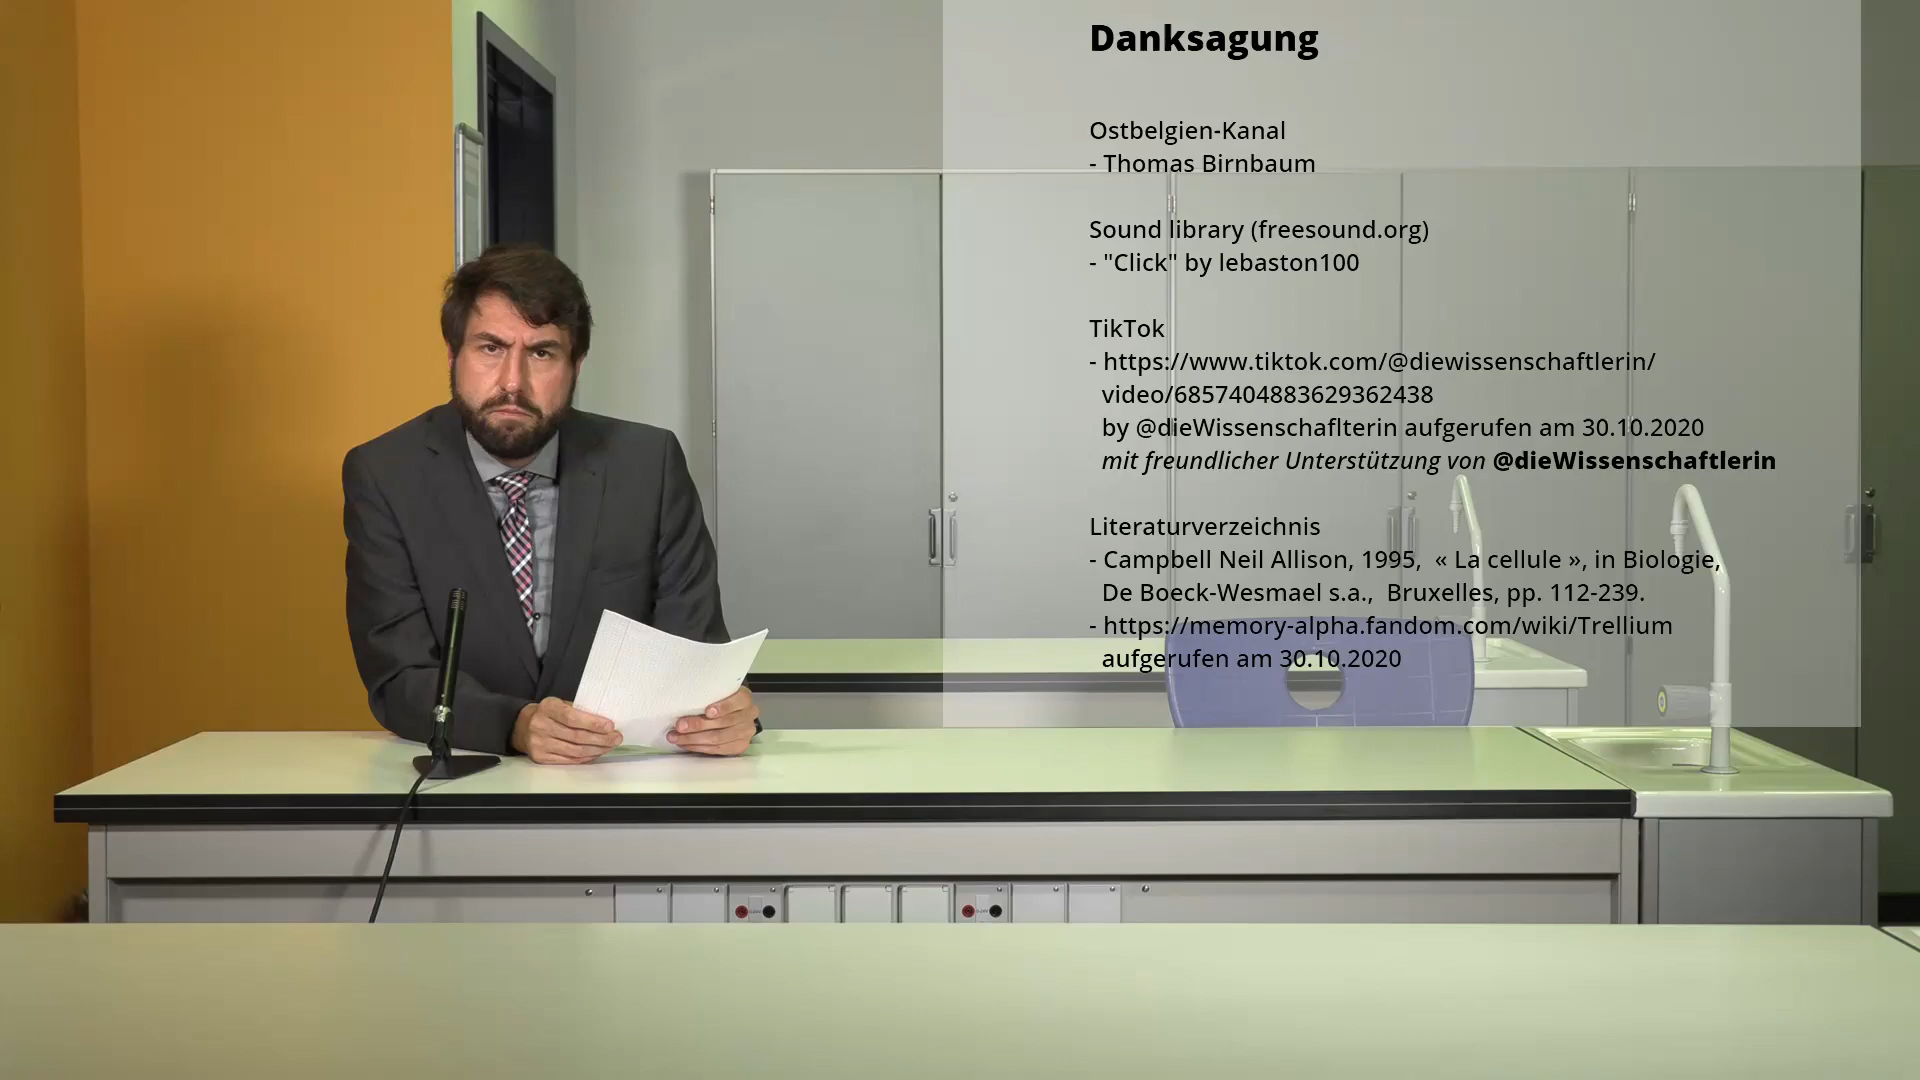 Danksagung
Ostbelgien-Kanal
- Thomas Birnbaum
Sound library (freesound.org)
- "Click" by lebaston100
TikTok
- https://www.tiktok.com/@diewissenschaftlerin/
video/6857404883629362438
by @dieWissenschaflterin aufgerufen am 30.10.2020
mit freundlicher Unterstützung von @dieWissenschaftlerin
Literaturverzeichnis
- Campbell Neil Allison, 1995,  « La cellule », in Biologie,
De Boeck-Wesmael s.a.,  Bruxelles, pp. 112-239.
- https://memory-alpha.fandom.com/wiki/Trellium
aufgerufen am 30.10.2020